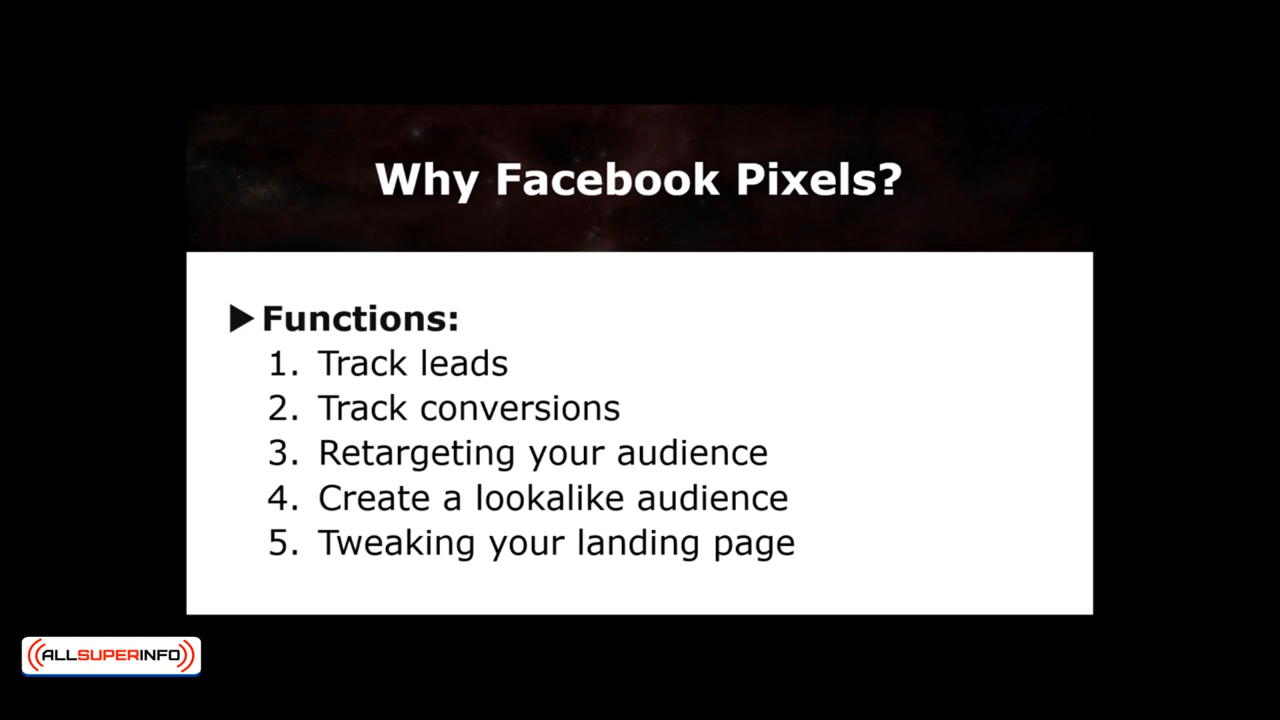 Why Facebook Pixels?
▶ Functions:
1. Track leads
2. Track conversions
3. Retargeting your audience
4. Create a lookalike audience
5. Tweaking your landing page
ALLSUPERINFO